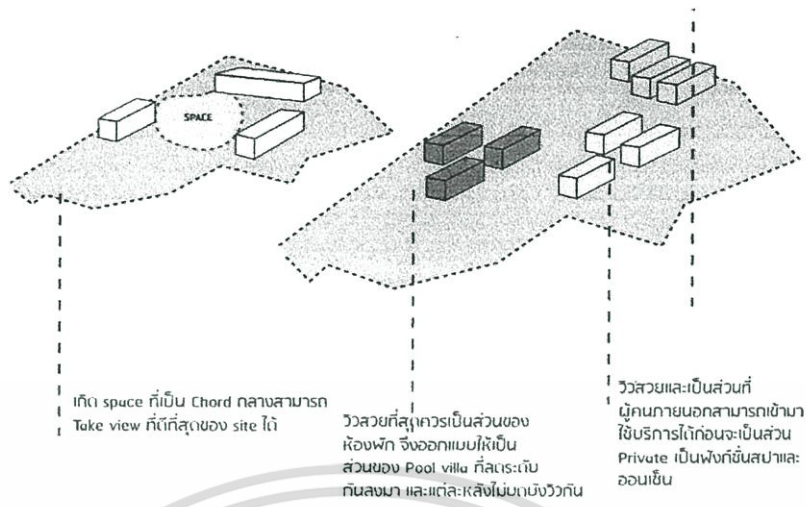 SPACE
เกิด space ที่เป็น Chord กลางสามารถ
Take view ที่ดีที่สุดของ site ได้
วิวสวยที่สุดควรเป็นส่วนของ
ห้องพัก จึงออกแบบให้เป็น
ส่วนของ Pool villa ที่ลดระดับ
กันลงมา และแต่ละหลังไม่บดบังวิวกัน
วิวสวยและเป็นส่วนที่
ผู้คนภายนอกสามารถเข้ามา
ใช้บริการได้ก่อนจะเป็นส่วน
Private เป็นฟังก์ชั่นสปาและ
ออนเซ็น